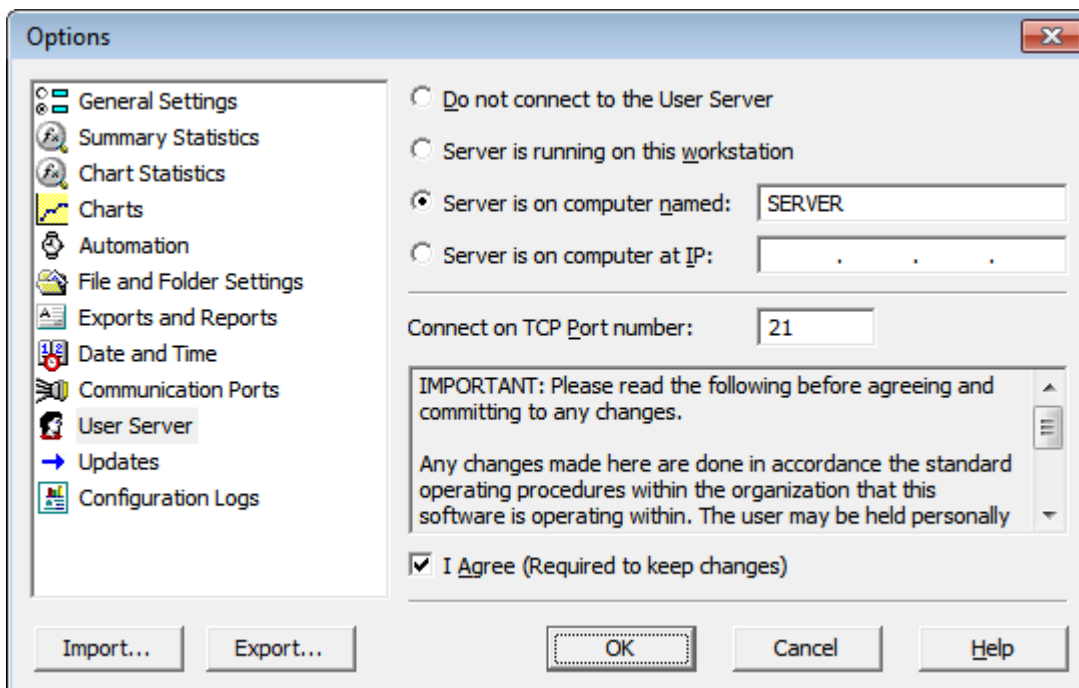 Options
General Settings
Summary Statistics
Chart Statistics
Charts
Automation
File and Folder Settings
Exports and Reports
Date and Time
Communication Ports
User Server
Updates
Configuration Logs
Do not connect to the User Server
Server is running on this workstation
Server is on computer named: SERVER
Server is on computer at IP: . . .
Connect on TCP Port number: 21
IMPORTANT: Please read the following before agreeing and
committing to any changes.
Any changes made here are done in accordance the standard
operating procedures within the organization that this
software is operating within. The user may be held personally
I Agree (Required to keep changes)
Import... Export... OK Cancel Help